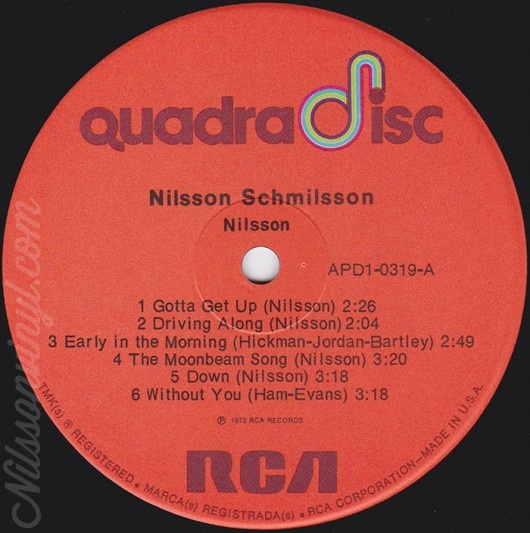 quadradisc
Nilsson Schmilsson
Nilsson
APD1-0319-A
1 Gotta Get Up (Nilsson) 2:26
2 Driving Along (Nilsson) 2:04
3 Early in the Morning (Hickman-Jordan-Bartley) 2:49
4 The Moonbeam Song (Nilsson) 3:20
5 Down (Nilsson) 3:18
6 Without You (Ham-Evans) 3:18
℗ 1972 RCA RECORDS
RCA
TMK(s) ® REGISTERED • MARCA(s) REGISTRADA(s) • RCA CORPORATION—MADE IN U.S.A.
Nilssonvinyl.com